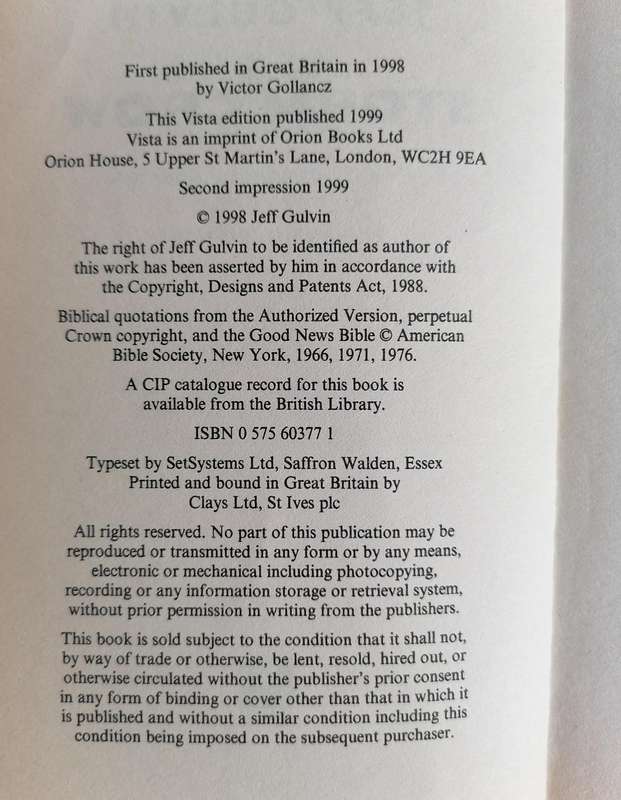 First published in Great Britain in 1998
by Victor Gollancz
This Vista edition published 1999
Vista is an imprint of Orion Books Ltd
Orion House, 5 Upper St Martin's Lane, London, WC2H 9EA
Second impression 1999
© 1998 Jeff Gulvin
The right of Jeff Gulvin to be identified as author of
this work has been asserted by him in accordance with
the Copyright, Designs and Patents Act, 1988.
Biblical quotations from the Authorized Version, perpetual
Crown copyright, and the Good News Bible © American
Bible Society, New York, 1966, 1971, 1976.
A CIP catalogue record for this book is
available from the British Library.
ISBN 0 575 60377 1
Typeset by SetSystems Ltd, Saffron Walden, Essex
Printed and bound in Great Britain by
Clays Ltd, St Ives plc
All rights reserved. No part of this publication may be
reproduced or transmitted in any form or by any means,
electronic or mechanical including photocopying,
recording or any information storage or retrieval system,
without prior permission in writing from the publishers.
This book is sold subject to the condition that it shall not,
by way of trade or otherwise, be lent, resold, hired out, or
otherwise circulated without the publisher's prior consent
in any form of binding or cover other than that in which it
is published and without a similar condition including this
condition being imposed on the subsequent purchaser.